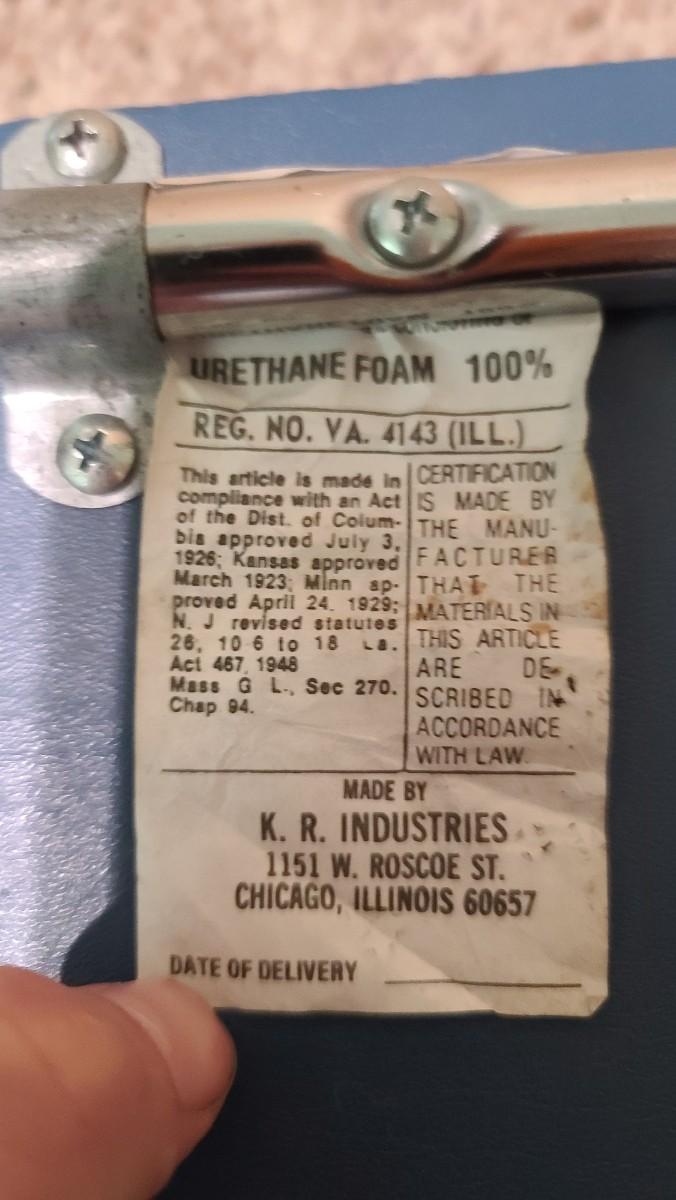 CONSISTING OF
URETHANE FOAM 100%
REG. NO. VA. 4143 (ILL.)
This article is made in
compliance with an Act
of the Dist. of Colum-
bia approved July 3,
1926; Kansas approved
March 1923; Minn ap-
proved April 24, 1929;
N. J revised statutes
26, 10 6 to 18 La.
Act 467, 1948
Mass G L., Sec 270.
Chap 94.
CERTIFICATION
IS MADE BY
THE MANU-
FACTURER
THAT THE
MATERIALS IN
THIS ARTICLE
ARE DE-
SCRIBED IN
ACCORDANCE
WITH LAW.
MADE BY
K. R. INDUSTRIES
1151 W. ROSCOE ST.
CHICAGO, ILLINOIS 60657
DATE OF DELIVERY